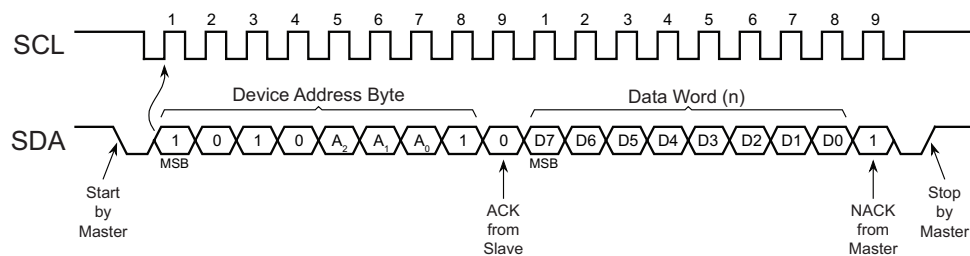 SCL 1 2 3 4 5 6 7 8 9 1 2 3 4 5 6 7 8 9
Device Address Byte Data Word (n)
SDA 1 0 1 0 A2 A1 A0 1 0 D7 D6 D5 D4 D3 D2 D1 D0 1
MSB MSB
Start
by
Master
ACK
from
Slave
NACK
from
Master
Stop
by
Master